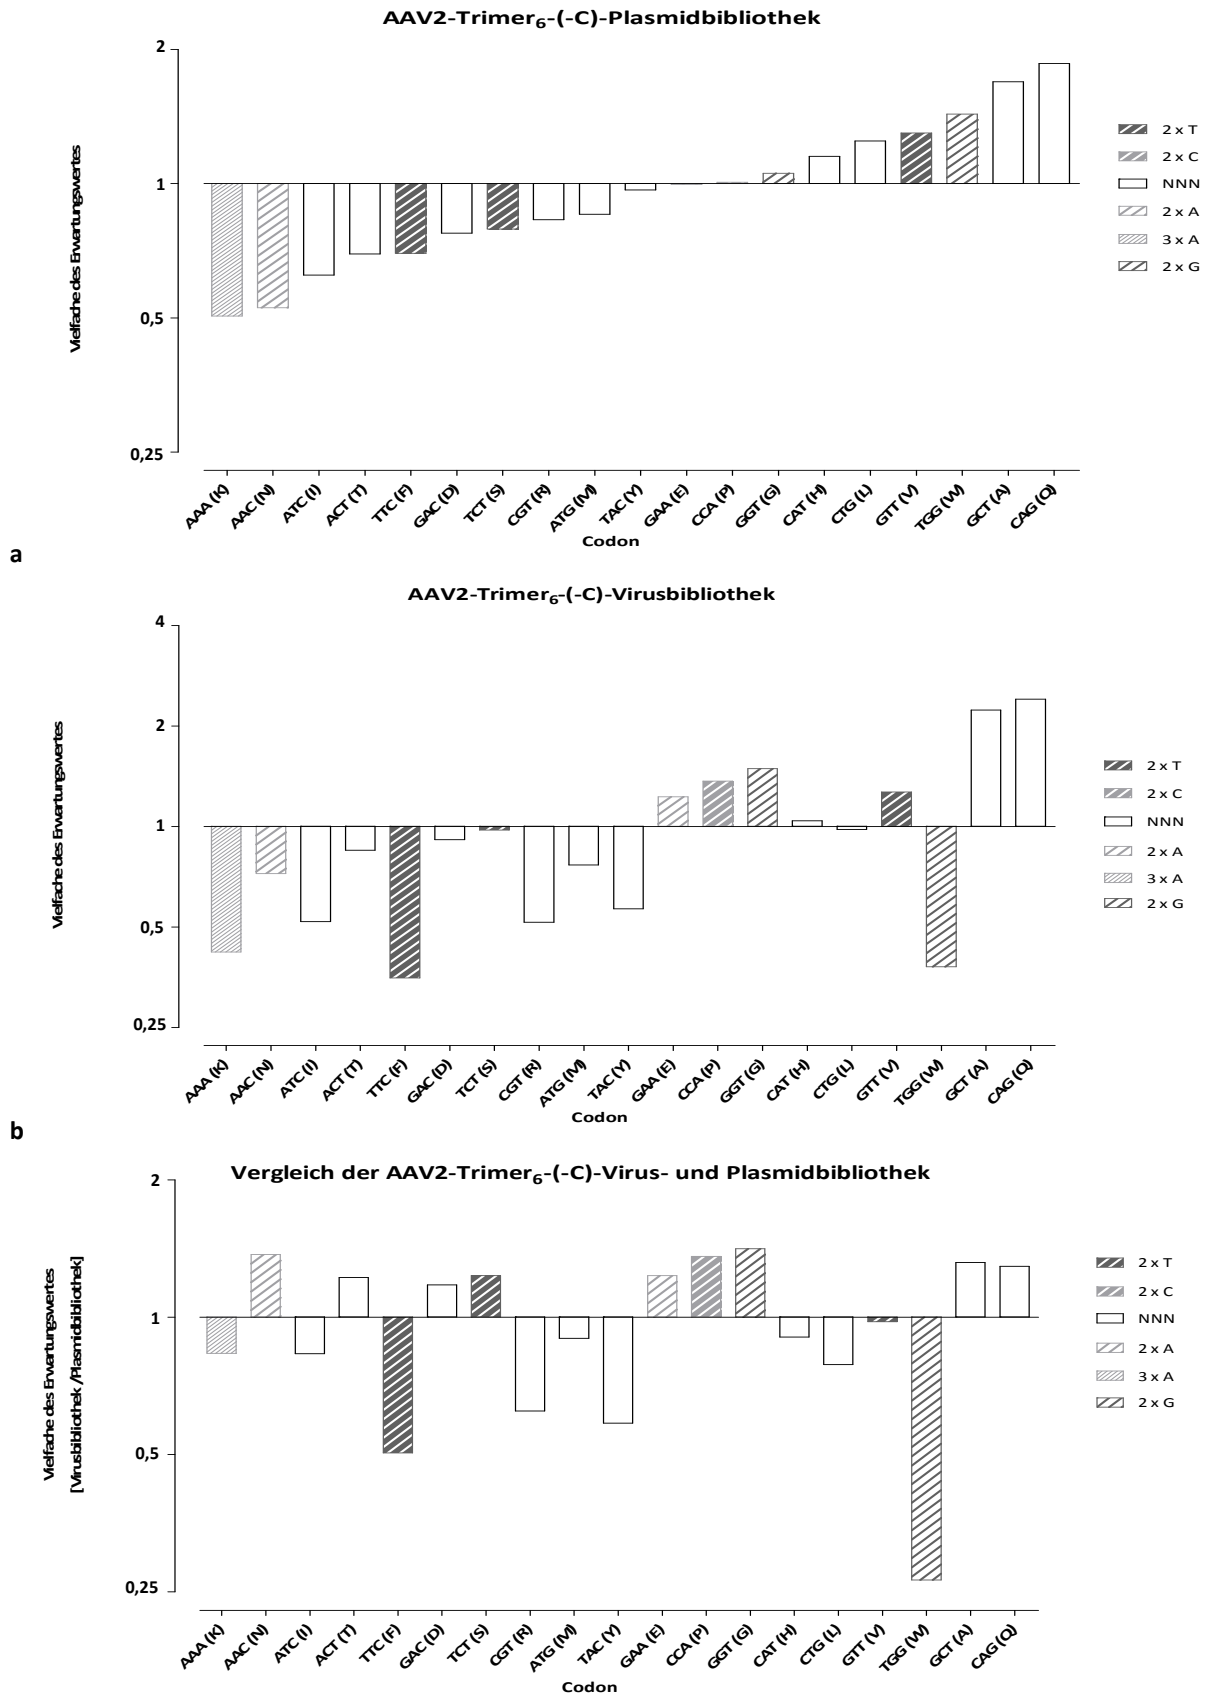 AAV2-Trimer₆-(-C)-Plasmidbibliothek
Vielfache des Erwartungswertes
2
1
0,5
0,25
2 x T
2 x C
NNN
2 x A
3 x A
2 x G
AAA (K) AAC (N) ATC (I) ACT (T) TTC (F) GAC (D) TCT (S) CGT (R) ATG (M) TAC (Y) GAA (E) CCA (P) GGT (G) CAT (H) CTG (L) GTT (V) TGG (W) GCT (A) CAG (Q)
Codon
a
AAV2-Trimer₆-(-C)-Virusbibliothek
Vielfache des Erwartungswertes
4
2
1
0,5
0,25
2 x T
2 x C
NNN
2 x A
3 x A
2 x G
AAA (K) AAC (N) ATC (I) ACT (T) TTC (F) GAC (D) TCT (S) CGT (R) ATG (M) TAC (Y) GAA (E) CCA (P) GGT (G) CAT (H) CTG (L) GTT (V) TGG (W) GCT (A) CAG (Q)
Codon
b
Vergleich der AAV2-Trimer₆-(-C)-Virus- und Plasmidbibliothek
Vielfache des Erwartungswertes
[Virusbibliothek /Plasmidbibliothek]
2
1
0,5
0,25
2 x T
2 x C
NNN
2 x A
3 x A
2 x G
AAA (K) AAC (N) ATC (I) ACT (T) TTC (F) GAC (D) TCT (S) CGT (R) ATG (M) TAC (Y) GAA (E) CCA (P) GGT (G) CAT (H) CTG (L) GTT (V) TGG (W) GCT (A) CAG (Q)
Codon